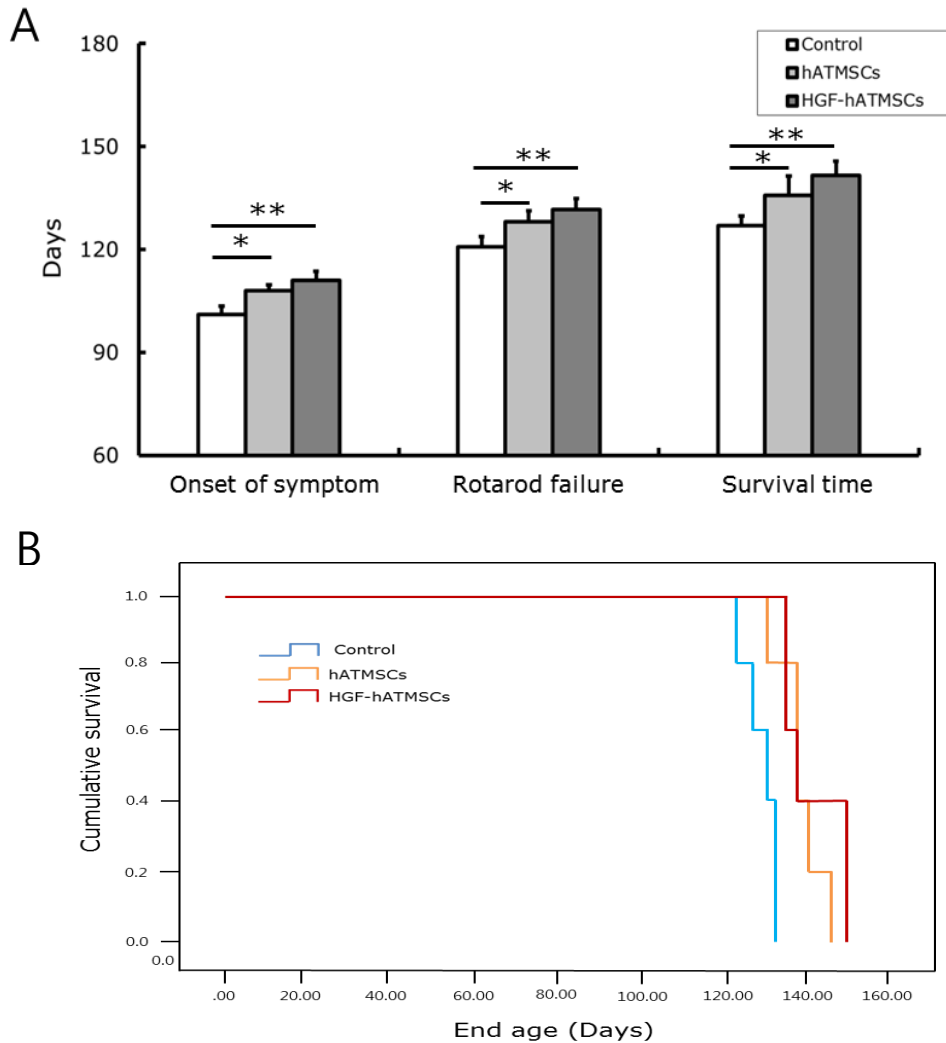 A
180
150
120
90
60
Days
Control
hATMSCs
HGF-hATMSCs
**
*
**
*
**
*
Onset of symptom
Rotarod failure
Survival time
B
Cumulative survival
1.0
0.8
0.6
0.4
0.2
0.0
0.0
Control
hATMSCs
HGF-hATMSCs
.00 20.00 40.00 60.00 80.00 100.00 120.00 140.00 160.00
End age (Days)